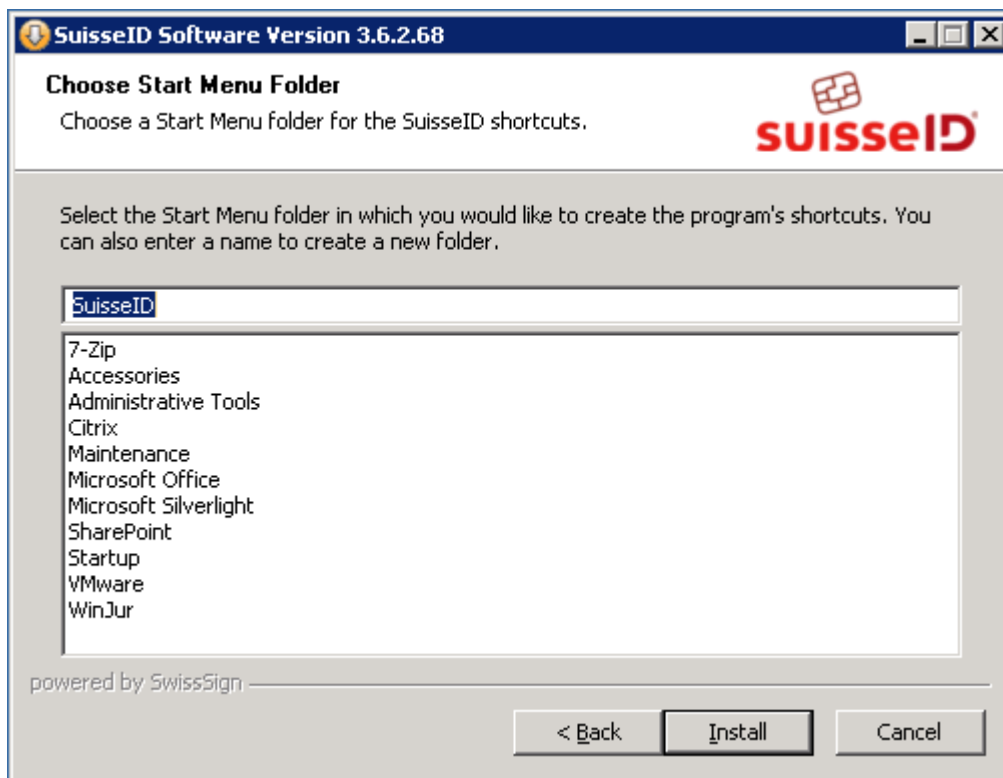 SuisseID Software Version 3.6.2.68
Choose Start Menu Folder
Choose a Start Menu folder for the SuisseID shortcuts.
suisseID
Select the Start Menu folder in which you would like to create the program's shortcuts. You
can also enter a name to create a new folder.
SuisseID
7-Zip
Accessories
Administrative Tools
Citrix
Maintenance
Microsoft Office
Microsoft Silverlight
SharePoint
Startup
VMware
WinJur
powered by SwissSign
< Back
Install
Cancel